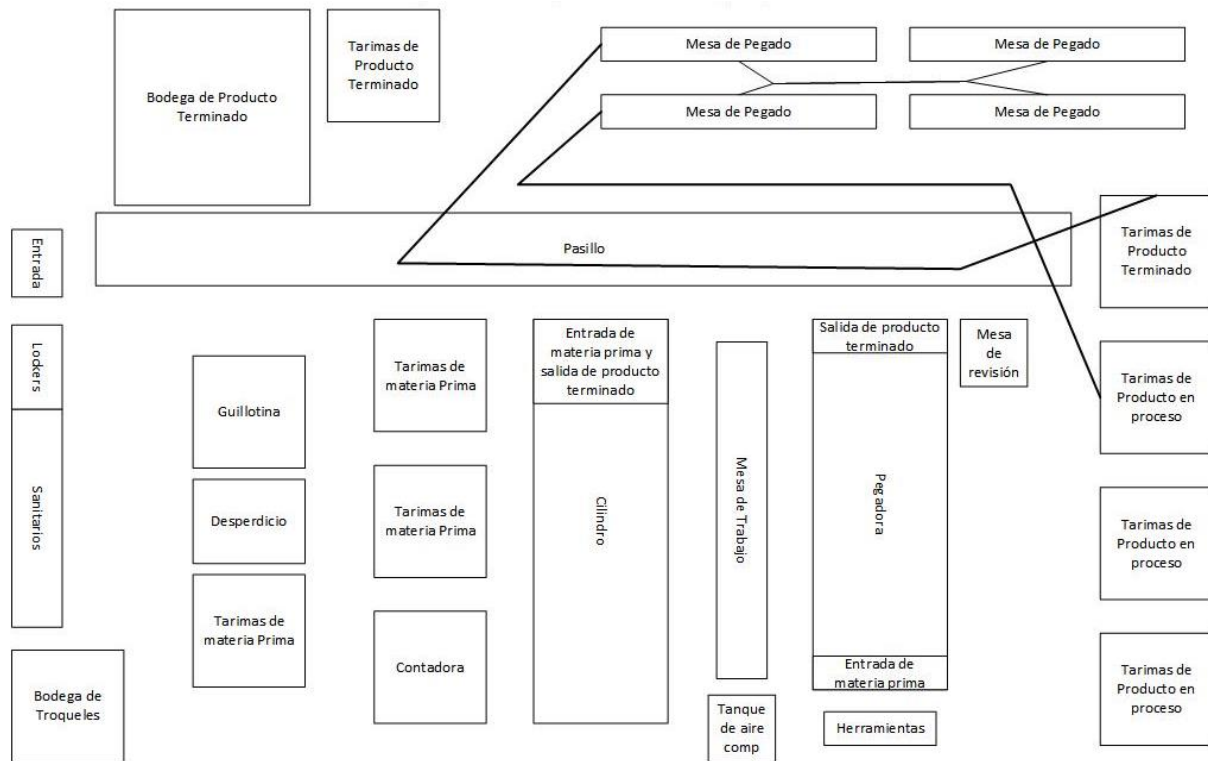 Bodega de Producto
Terminado
Tarimas de
Producto
Terminado
Mesa de Pegado
Mesa de Pegado
Mesa de Pegado
Mesa de Pegado
Entrada
Pasillo
Tarimas de
Producto
Terminado
Lockers
Sanitarios
Bodega de
Troqueles
Guillotina
Desperdicio
Tarimas de
materia Prima
Tarimas de
materia Prima
Tarimas de
materia Prima
Contadora
Entrada de
materia prima y
salida de producto
terminado
Cilindro
Mesa de Trabajo
Tanque
de aire
comp
Salida de producto
terminado
Pegadora
Entrada de
materia prima
Herramientas
Mesa
de
revisión
Tarimas de
Producto en
proceso
Tarimas de
Producto en
proceso
Tarimas de
Producto en
proceso